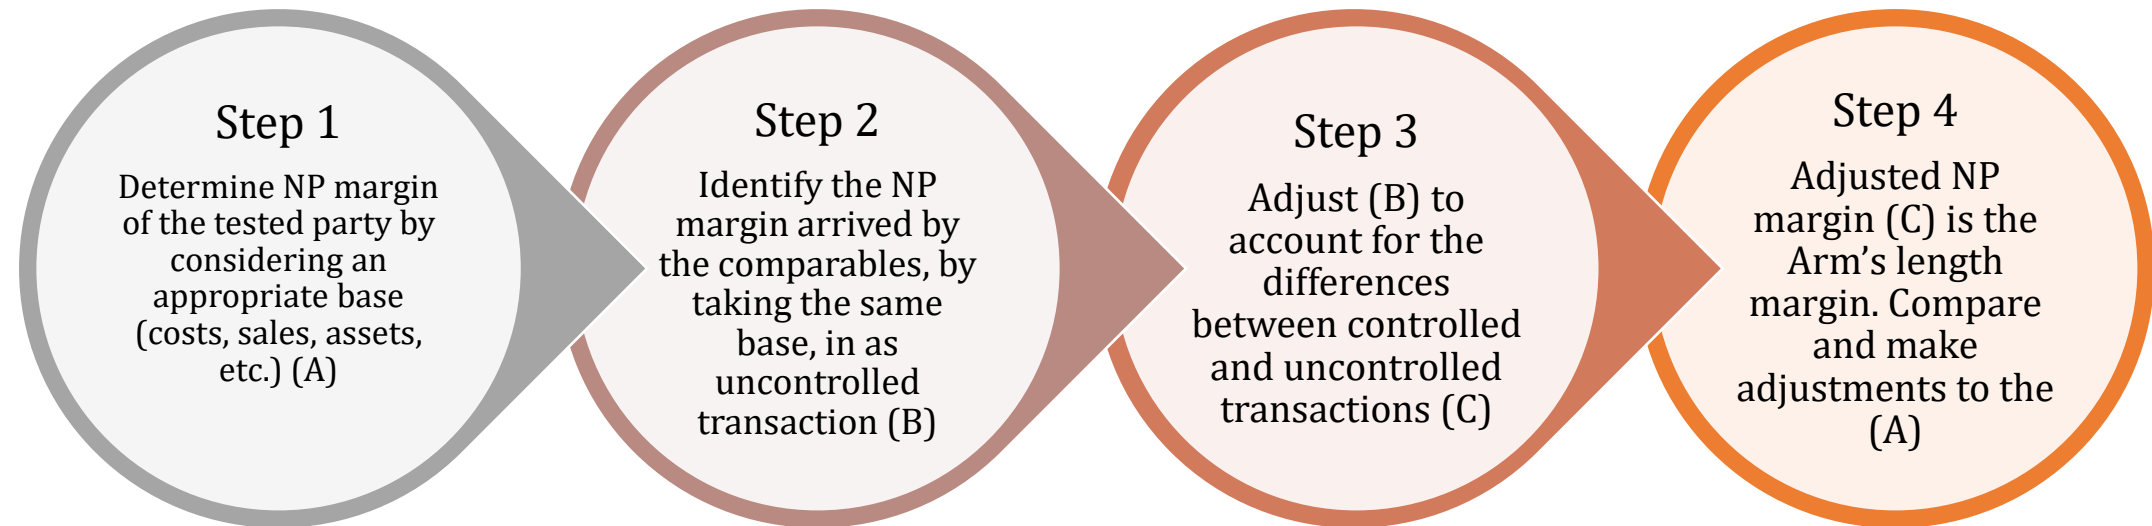 Step 1
Determine NP margin
of the tested party by
considering an
appropriate base
(costs, sales, assets,
etc.) (A)
Step 2
Identify the NP
margin arrived by
the comparables, by
taking the same
base, in as
uncontrolled
transaction (B)
Step 3
Adjust (B) to
account for the
differences
between controlled
and uncontrolled
transactions (C)
Step 4
Adjusted NP
margin (C) is the
Arm’s length
margin. Compare
and make
adjustments to the
(A)